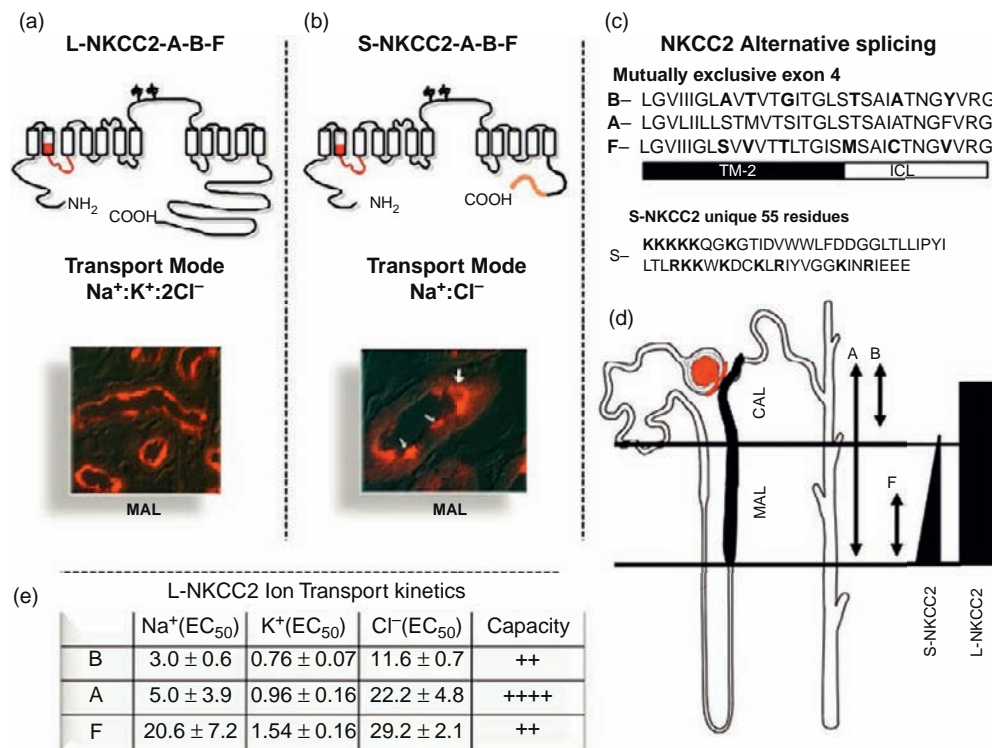 (a)
L-NKCC2-A-B-F
NH2
COOH
Transport Mode
Na+:K+:2Cl−
MAL
(b)
S-NKCC2-A-B-F
NH2
COOH
Transport Mode
Na+:Cl−
MAL
(c)
NKCC2 Alternative splicing
Mutually exclusive exon 4
B– LGVIIIGLAVTVTGITGLSTSAIATNGYVRG
A– LGVLIILLSTMVTSITGLSTSAIATNGFVRG
F– LGVIIIGLSVVVTTLTGISMSAICTNGVVRG
TM-2 ICL
S-NKCC2 unique 55 residues
S– KKKKKQGKGTIDVWWLFDDGGLTLLIPYI
LTLRKKWKDCKLRIYVGGKINRIEEE
(d)
A B
CAL
F
MAL
S-NKCC2
L-NKCC2
(e)
L-NKCC2 Ion Transport kinetics
Na+(EC50) K+(EC50) Cl−(EC50) Capacity
B 3.0 ± 0.6 0.76 ± 0.07 11.6 ± 0.7 ++
A 5.0 ± 3.9 0.96 ± 0.16 22.2 ± 4.8 ++++
F 20.6 ± 7.2 1.54 ± 0.16 29.2 ± 2.1 ++